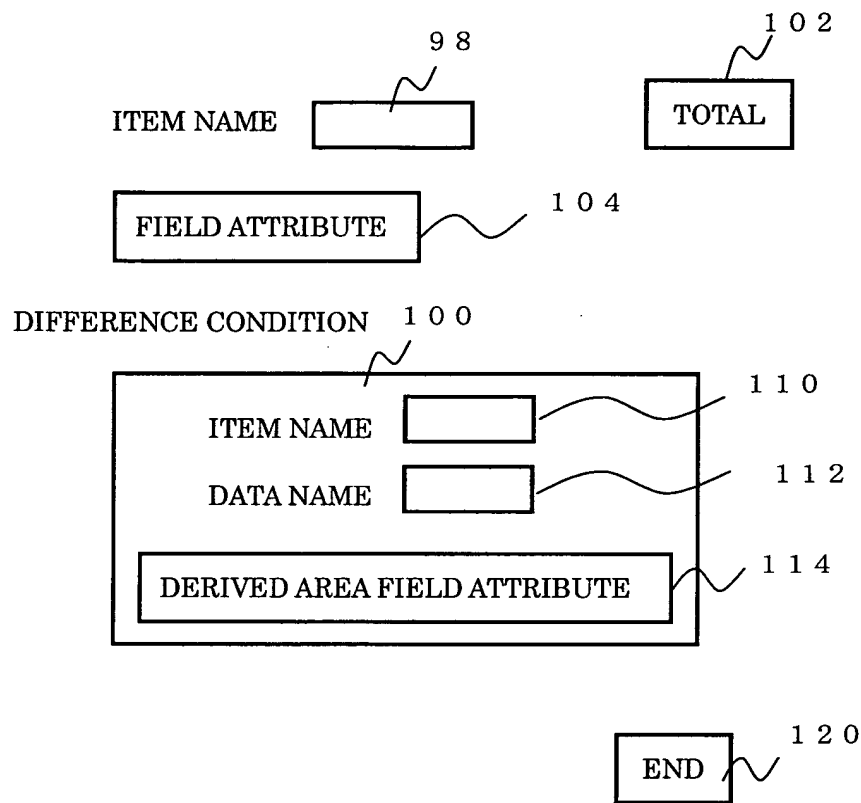 98
102
ITEM NAME
TOTAL
FIELD ATTRIBUTE
104
DIFFERENCE CONDITION
100
ITEM NAME
110
DATA NAME
112
DERIVED AREA FIELD ATTRIBUTE
114
END
120